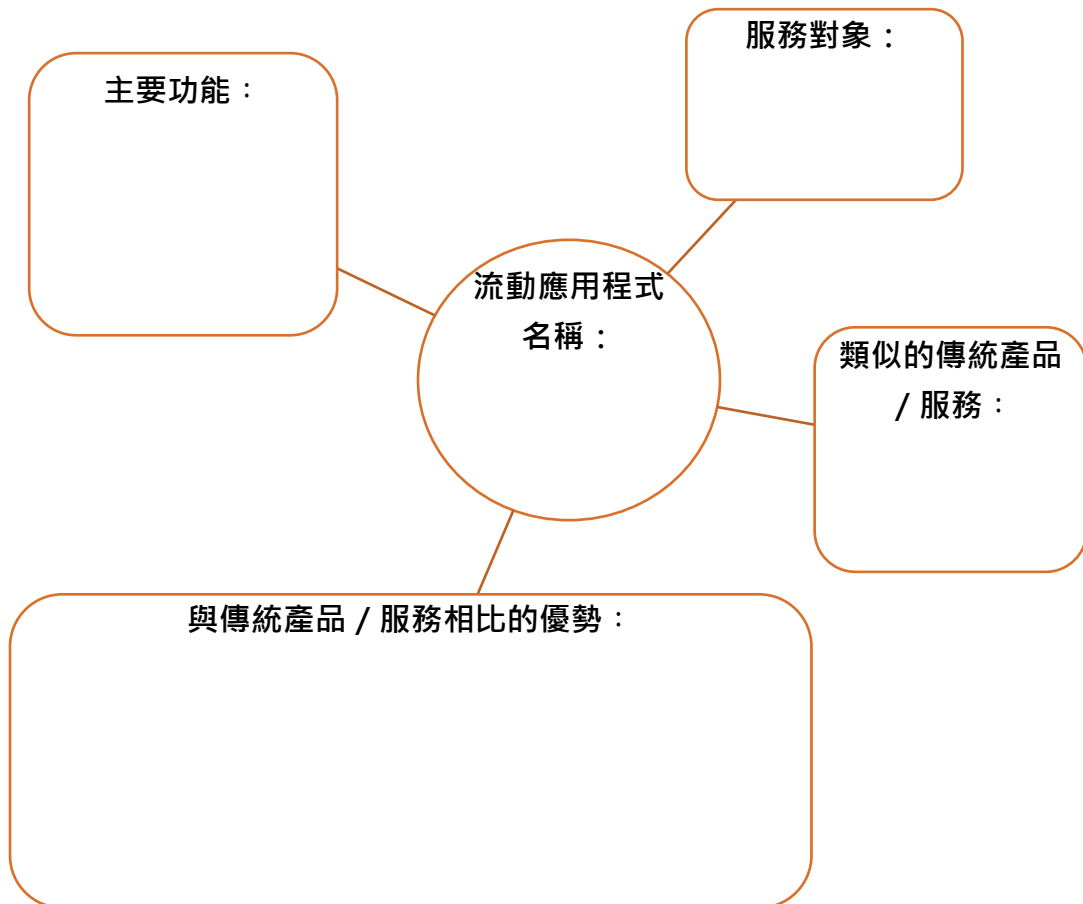 服務對象：
主要功能：
流動應用程式
名稱：
類似的傳統產品
/ 服務：
與傳統產品 / 服務相比的優勢：